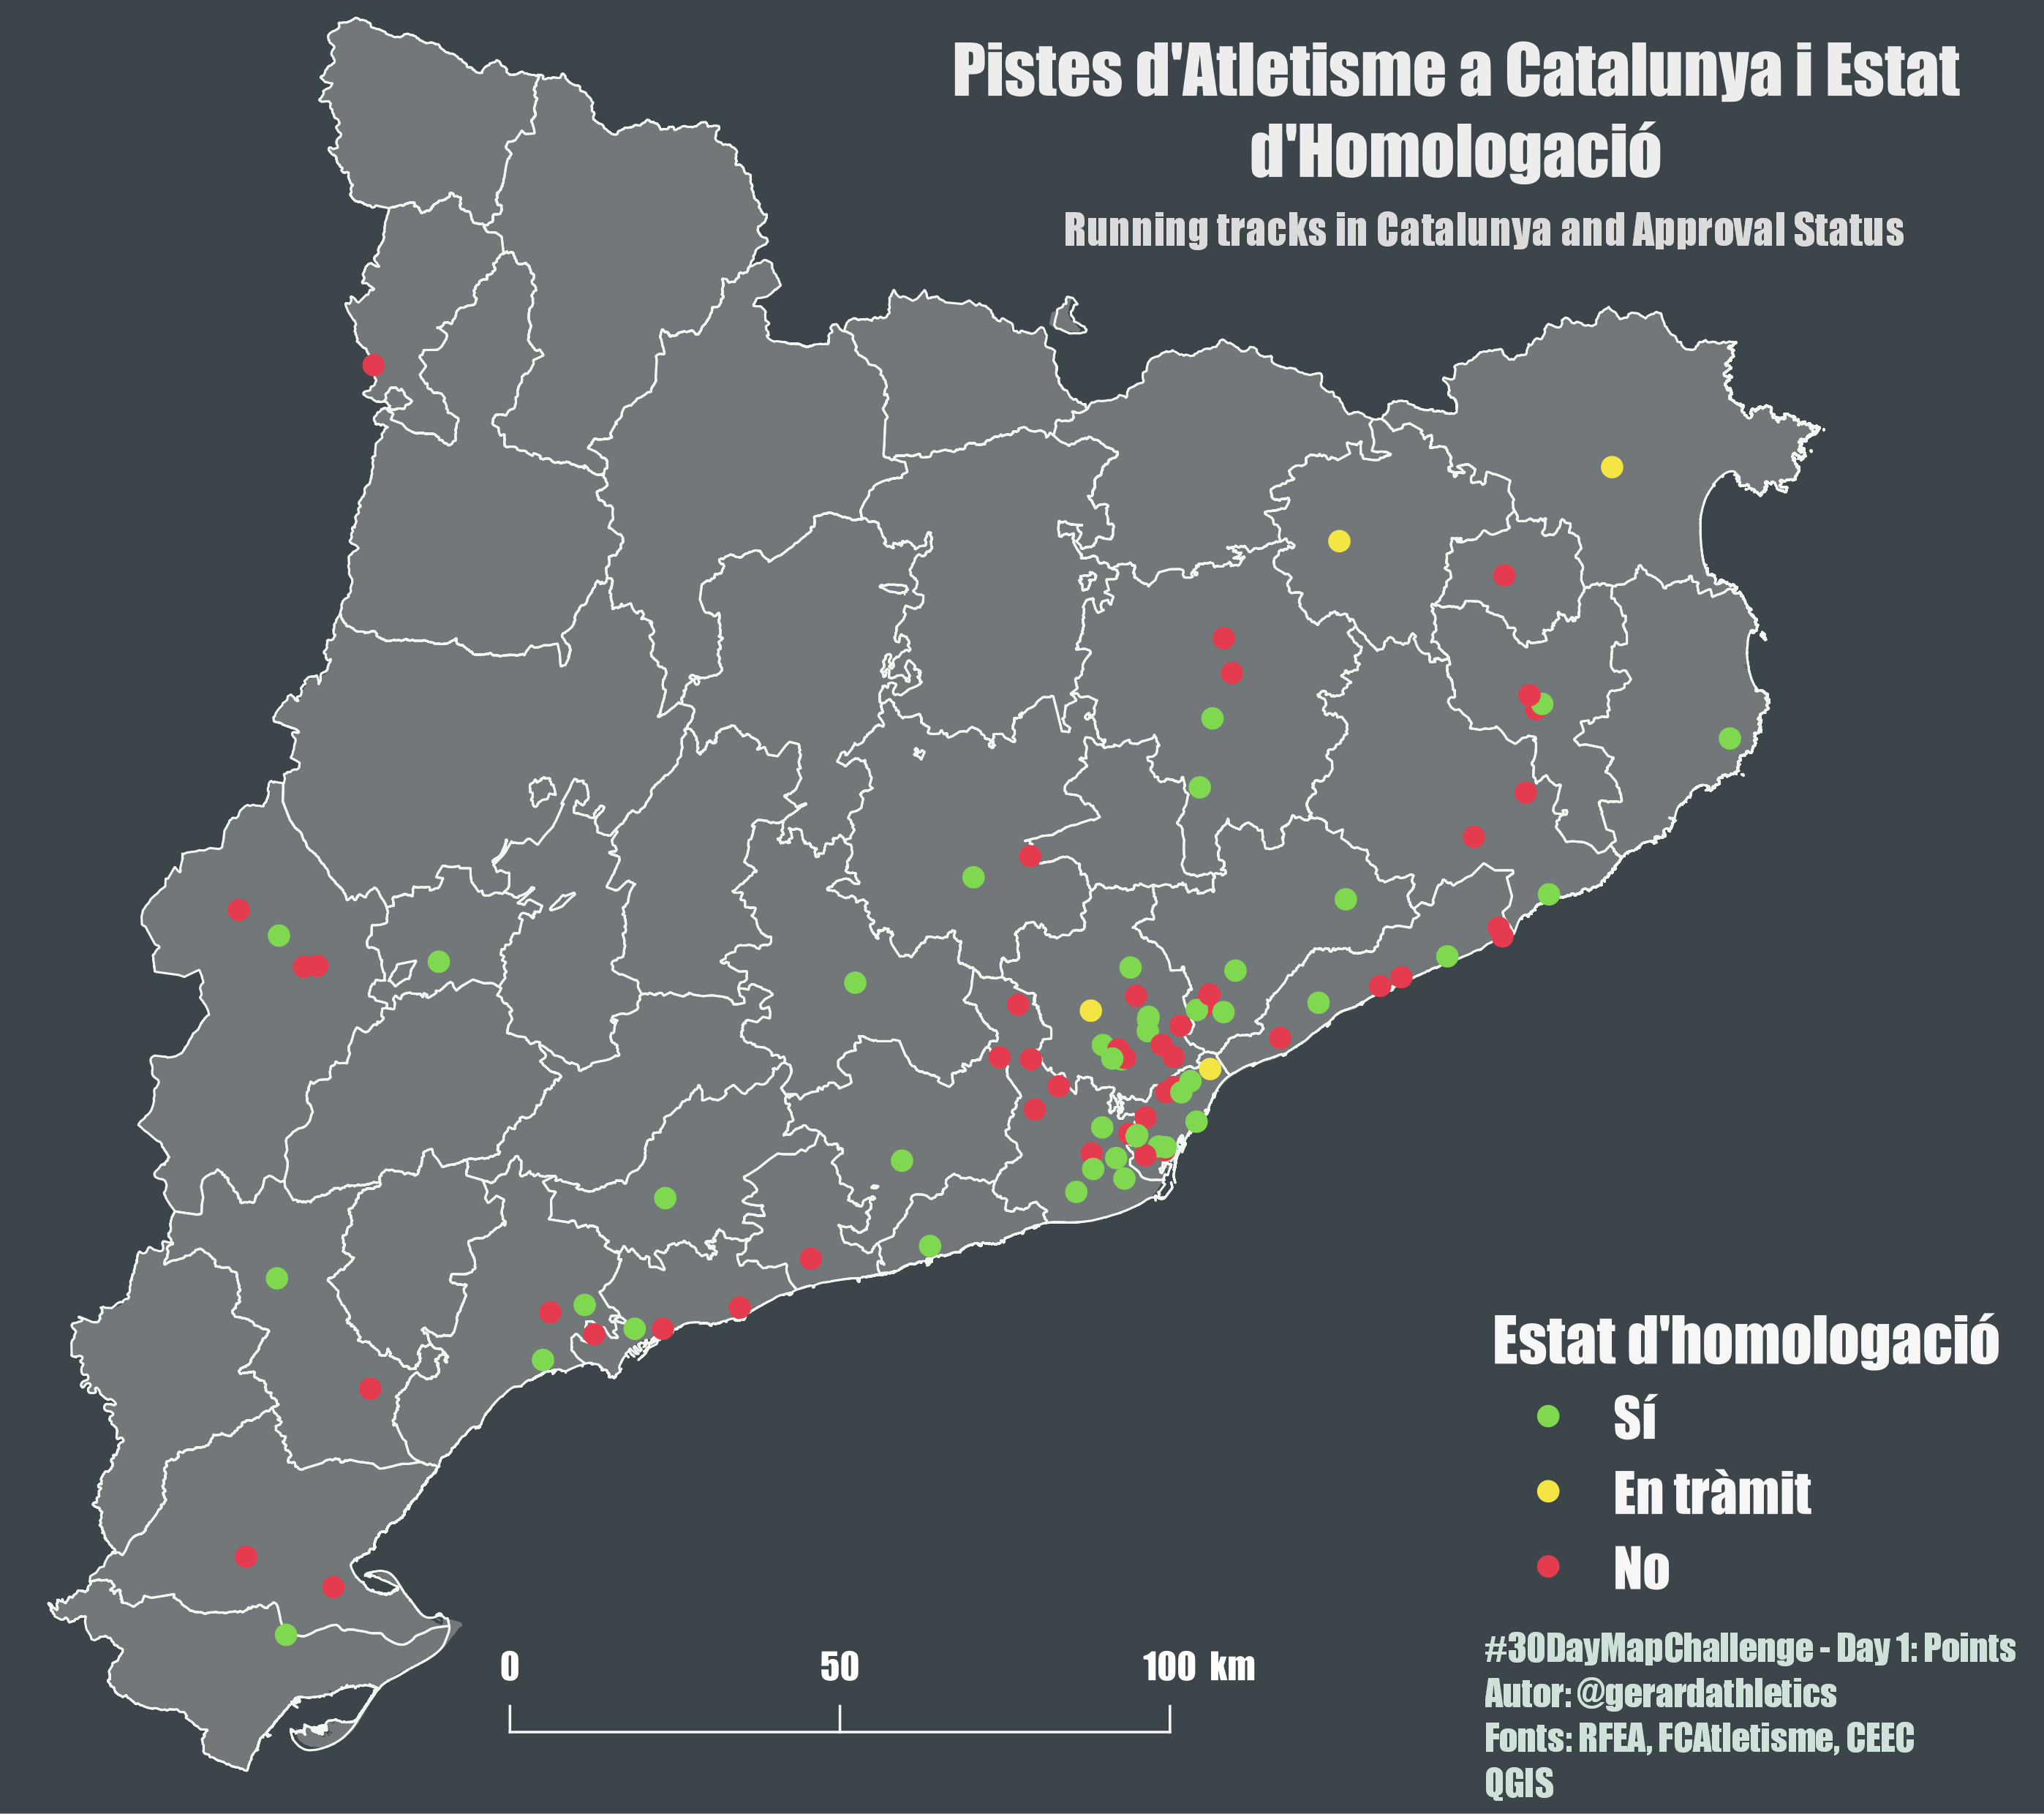 Pistes d'Atletisme a Catalunya i Estat
d'Homologació
Running tracks in Catalunya and Approval Status
Estat d'homologació
Sí
En tràmit
No
0 50 100 km
#30DayMapChallenge - Day 1: Points
Autor: @gerardathletics
Fonts: RFEA, FCAtletisme, CEEC
QGIS